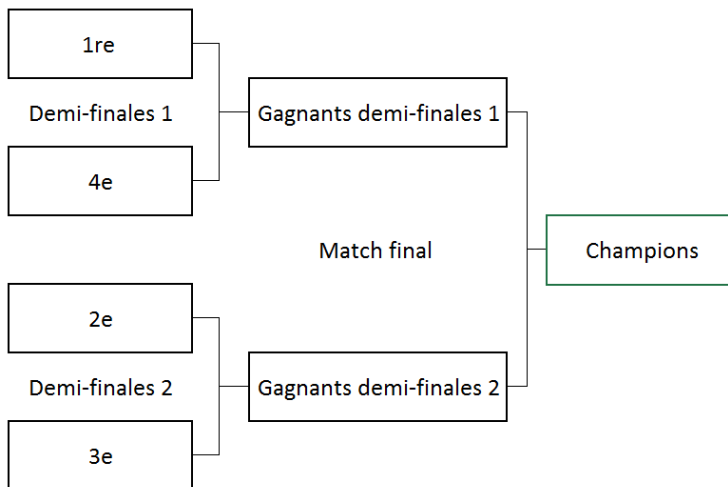 1re
Demi-finales 1
4e
Gagnants demi-finales 1
Match final
Champions
2e
Demi-finales 2
3e
Gagnants demi-finales 2